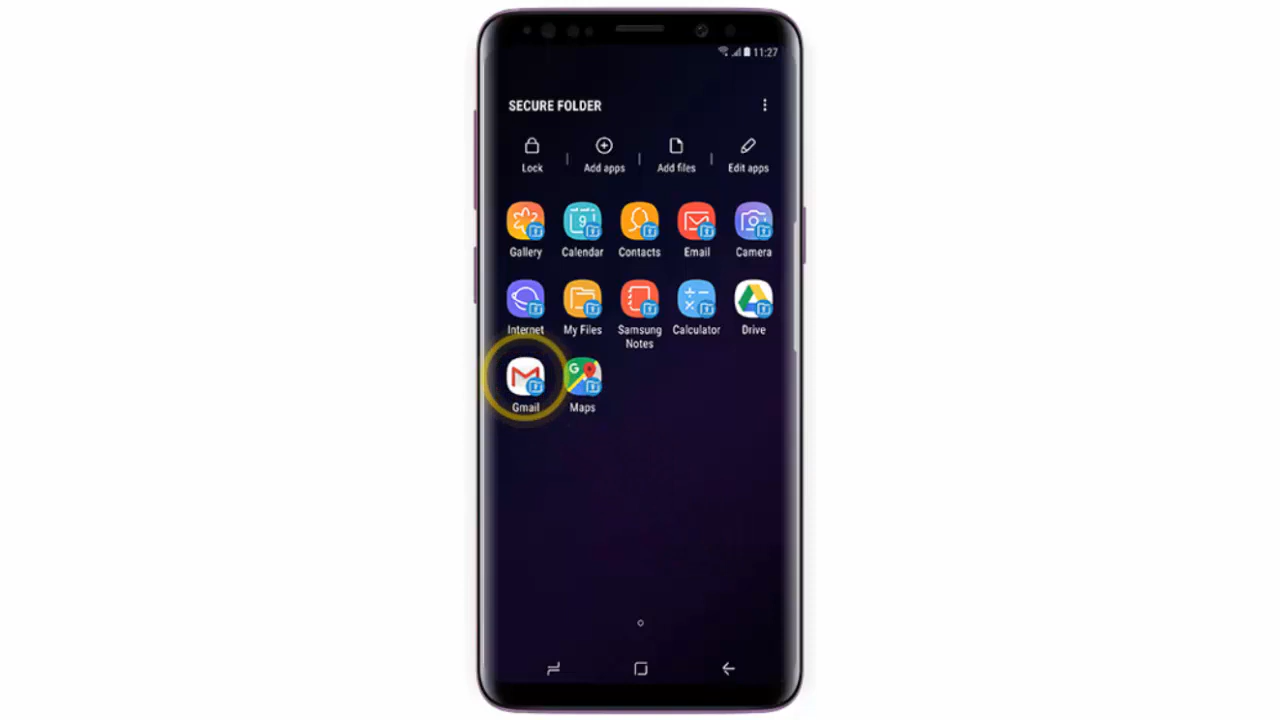 11:27
SECURE FOLDER
Lock Add apps Add files Edit apps
9
Gallery Calendar Contacts Email Camera
Internet My Files Samsung Notes Calculator Drive
G
Gmail Maps